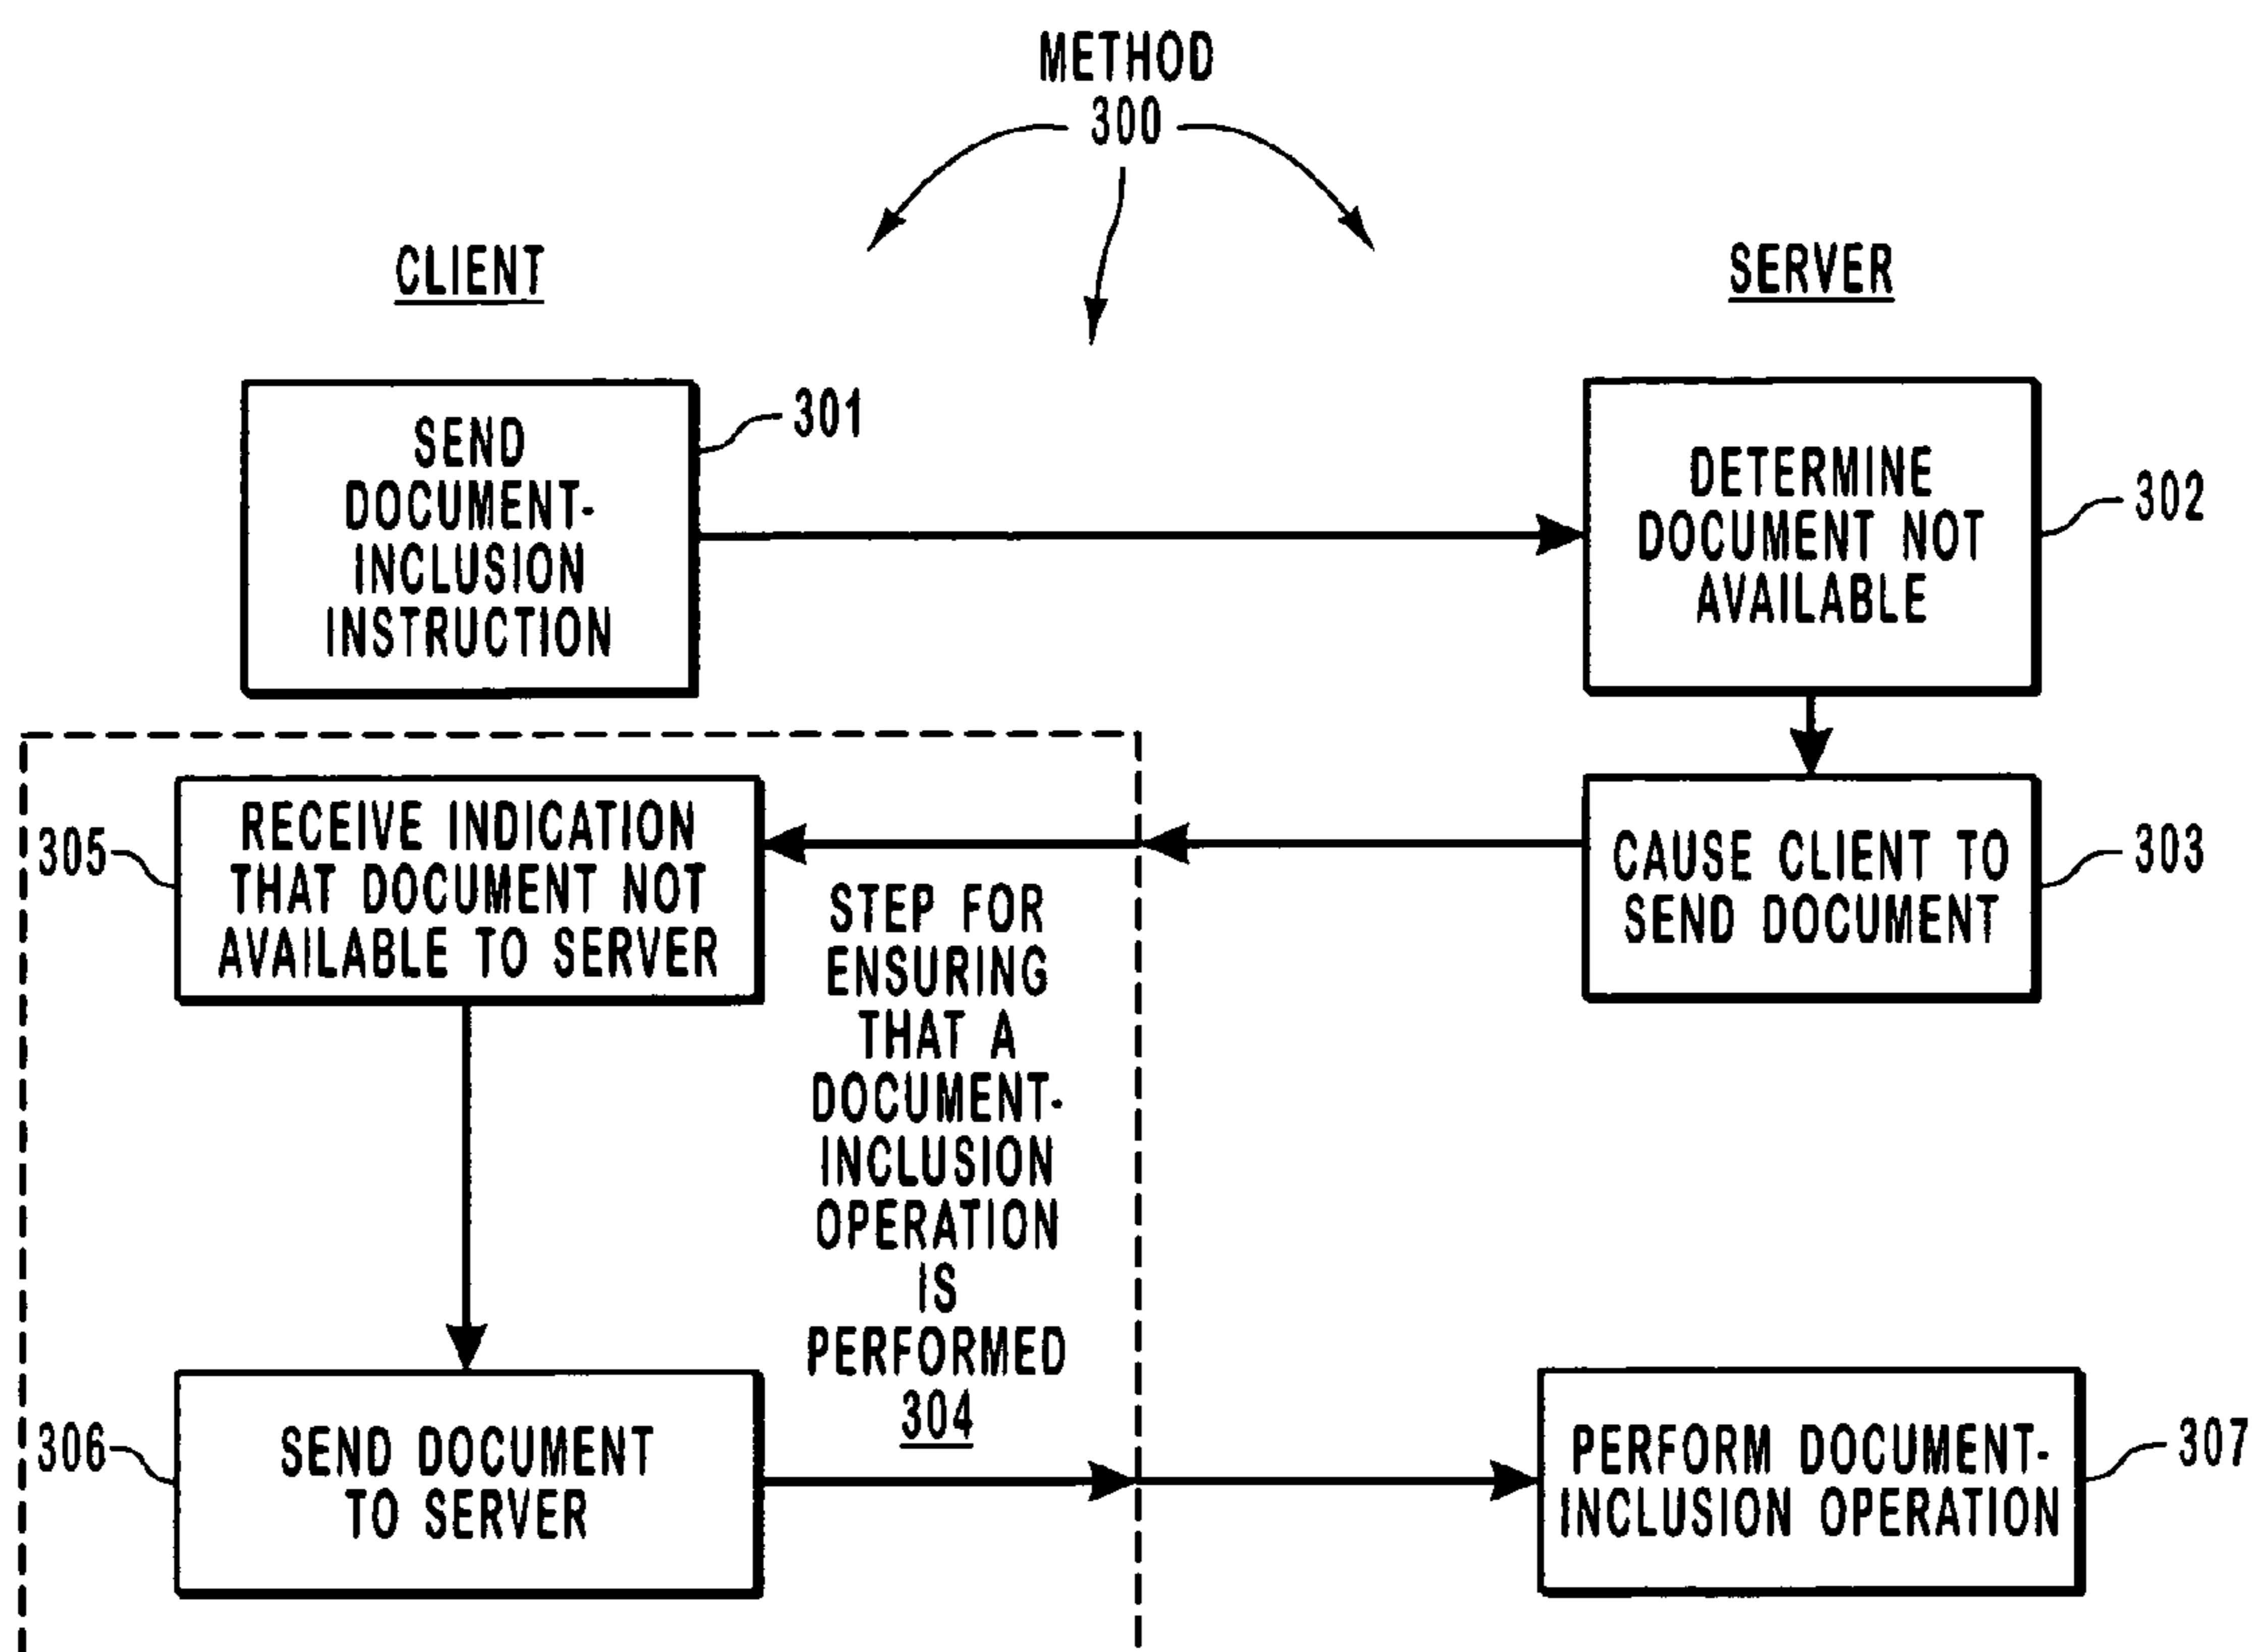 METHOD
300
CLIENT
SERVER
SEND
DOCUMENT-
INCLUSION
INSTRUCTION
301
DETERMINE
DOCUMENT NOT
AVAILABLE
302
305
RECEIVE INDICATION
THAT DOCUMENT NOT
AVAILABLE TO SERVER
CAUSE CLIENT TO
SEND DOCUMENT
303
STEP FOR
ENSURING
THAT A
DOCUMENT-
INCLUSION
OPERATION
IS
PERFORMED
304
306
SEND DOCUMENT
TO SERVER
PERFORM DOCUMENT-
INCLUSION OPERATION
307